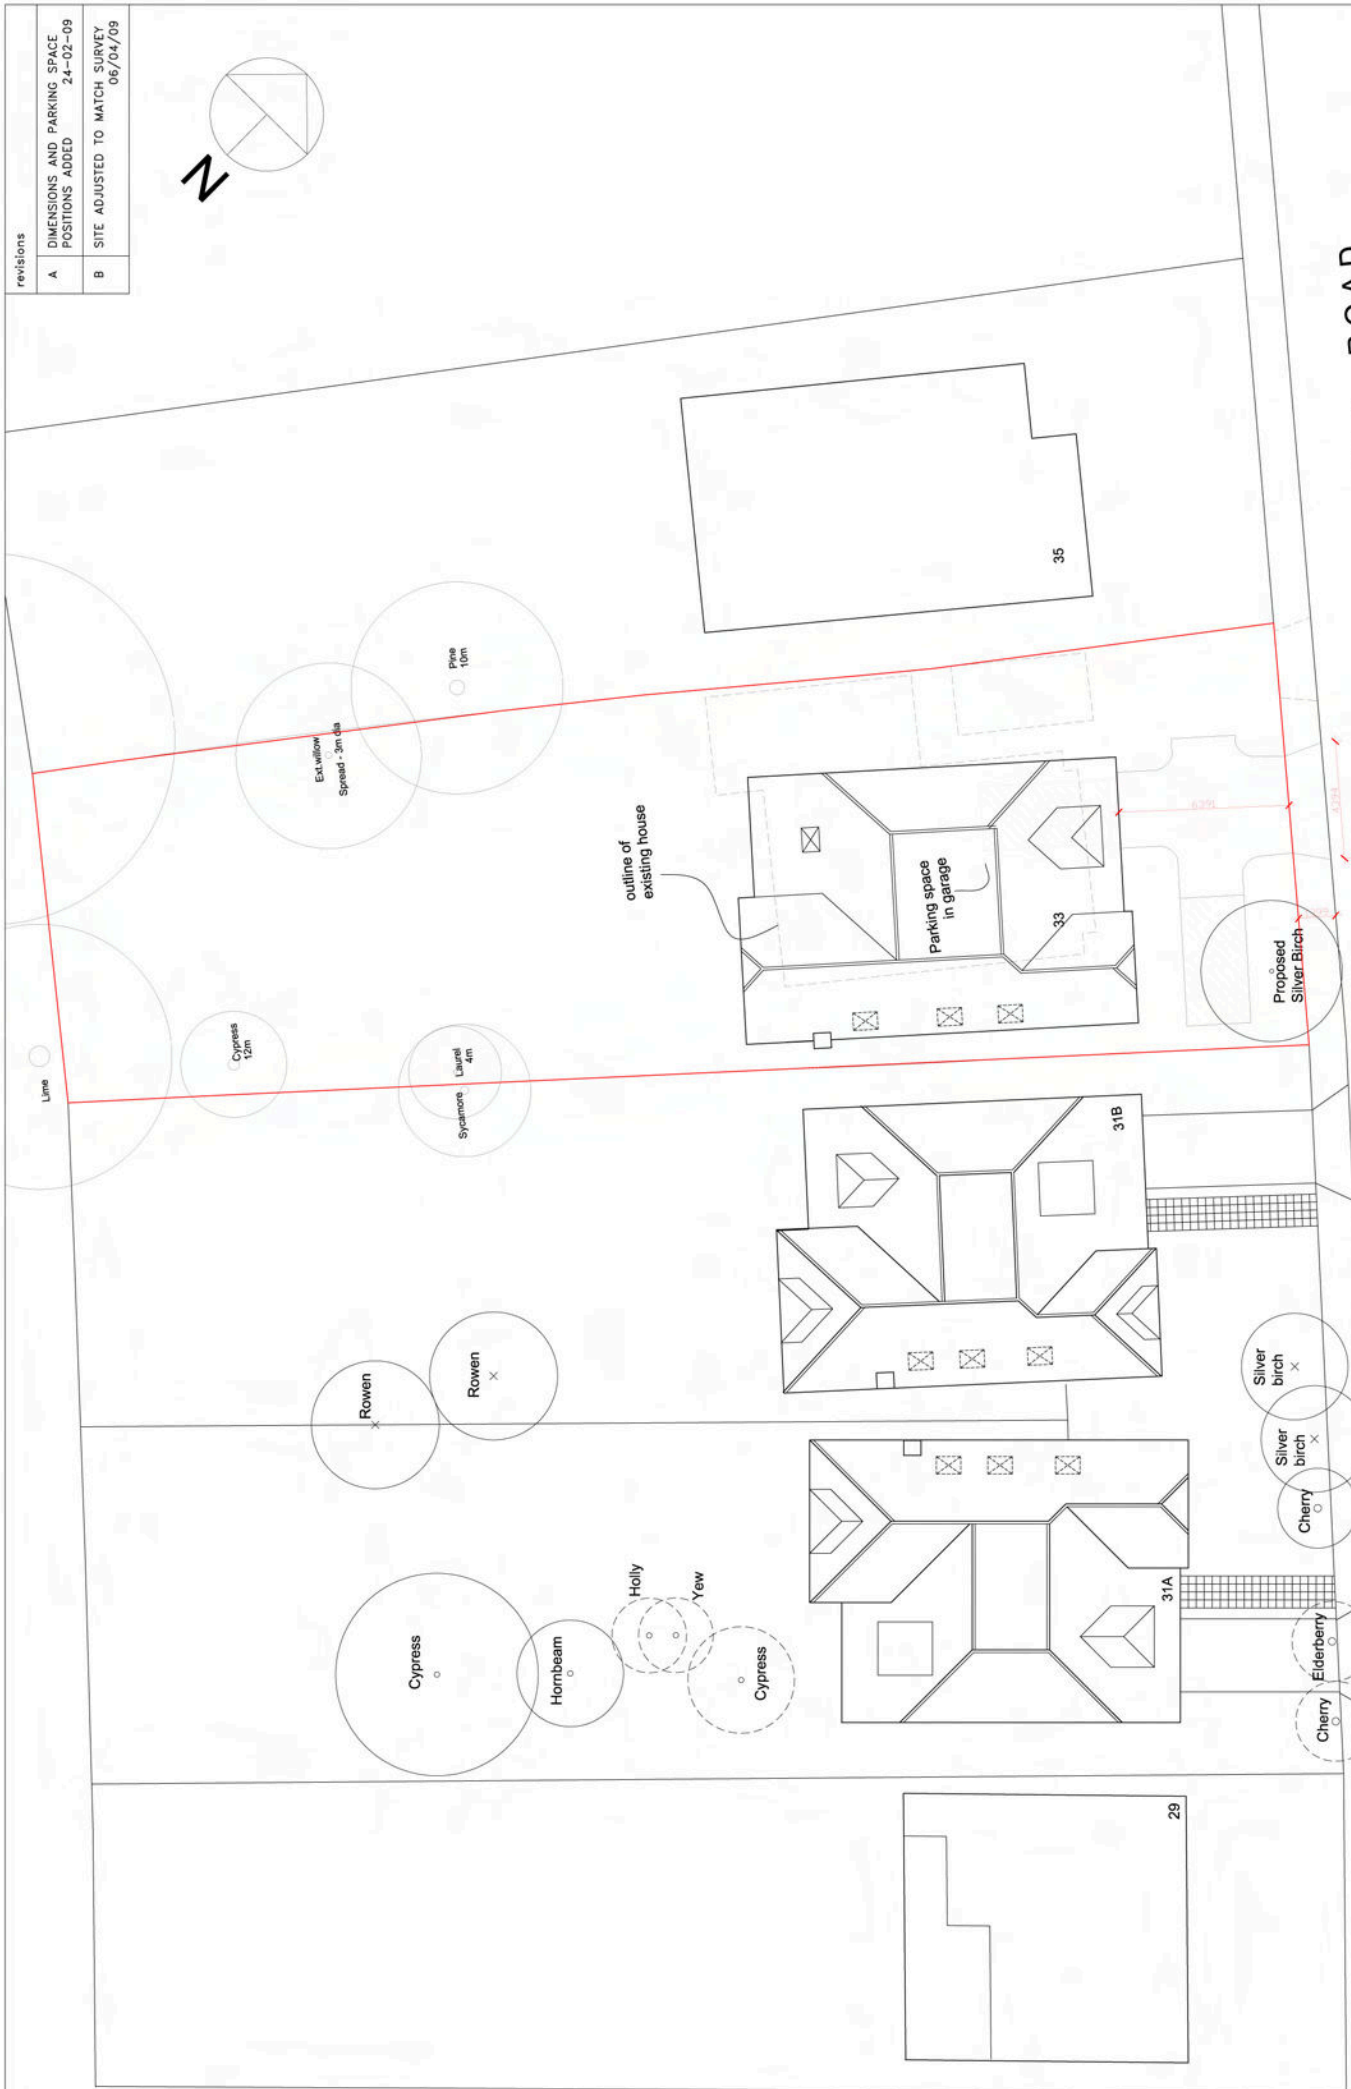 revisions
A DIMENSIONS AND PARKING SPACE
POSITIONS ADDED 24-02-09
B SITE ADJUSTED TO MATCH SURVEY
06/04/09
N
ROAD
Lime
Cypress
12m
Sycamore
Laurel
4m
Ext.willow
Spread - 3m dia
Pine
10m
35
outline of
existing house
Parking space
in garage
33
Proposed
Silver Birch
4394
Rowen
Rowen
31B
Silver
birch
Silver
birch
Cherry
Cypress
Hornbeam
Holly
Yew
Cypress
31A
Elderberry
Cherry
29